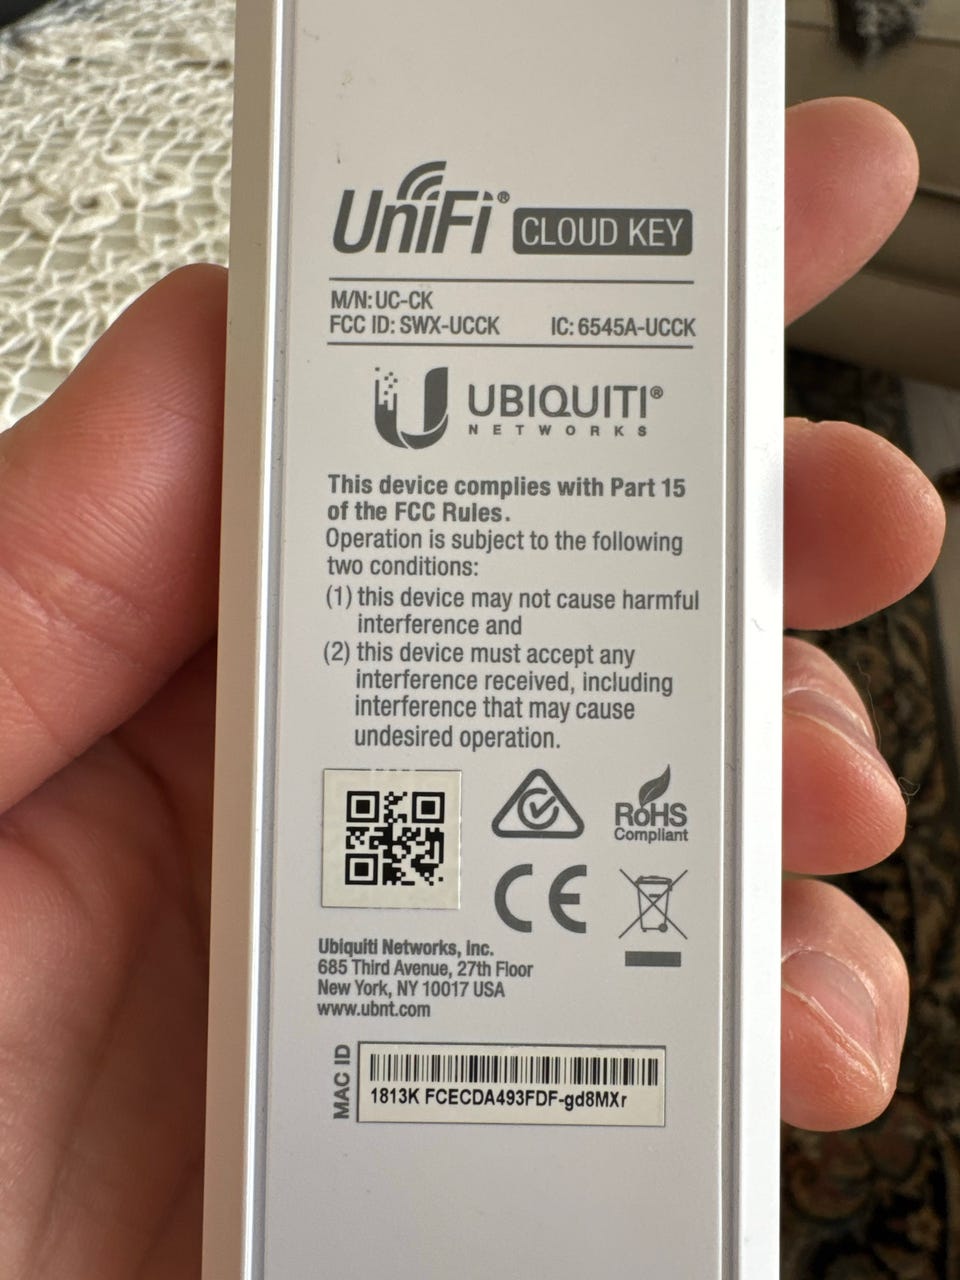 UniFi® CLOUD KEY
M/N: UC-CK
FCC ID: SWX-UCCK IC: 6545A-UCCK
UBIQUITI®
NETWORKS
This device complies with Part 15
of the FCC Rules.
Operation is subject to the following
two conditions:
(1) this device may not cause harmful
interference and
(2) this device must accept any
interference received, including
interference that may cause
undesired operation.
RoHS
Compliant
CE
Ubiquiti Networks, Inc.
685 Third Avenue, 27th Floor
New York, NY 10017 USA
www.ubnt.com
MAC ID
1813K FCECDA493FDF-gd8MXr